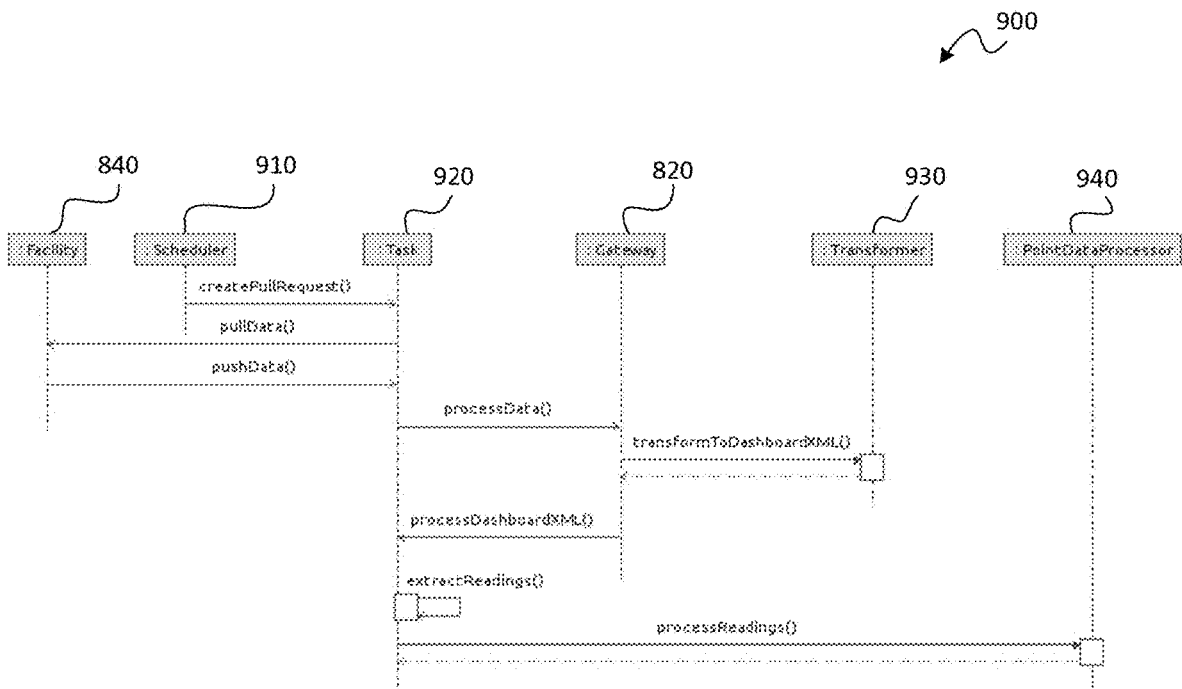 900
840
910
920
820
930
940
: Facility
: Scheduler
: Task
: Gateway
: Transformer
: PointDataProcessor
createPullRequest()
pullData()
pushData()
processData()
transformToDashboardXML()
processDashboardXML()
extractReadings()
processReadings()